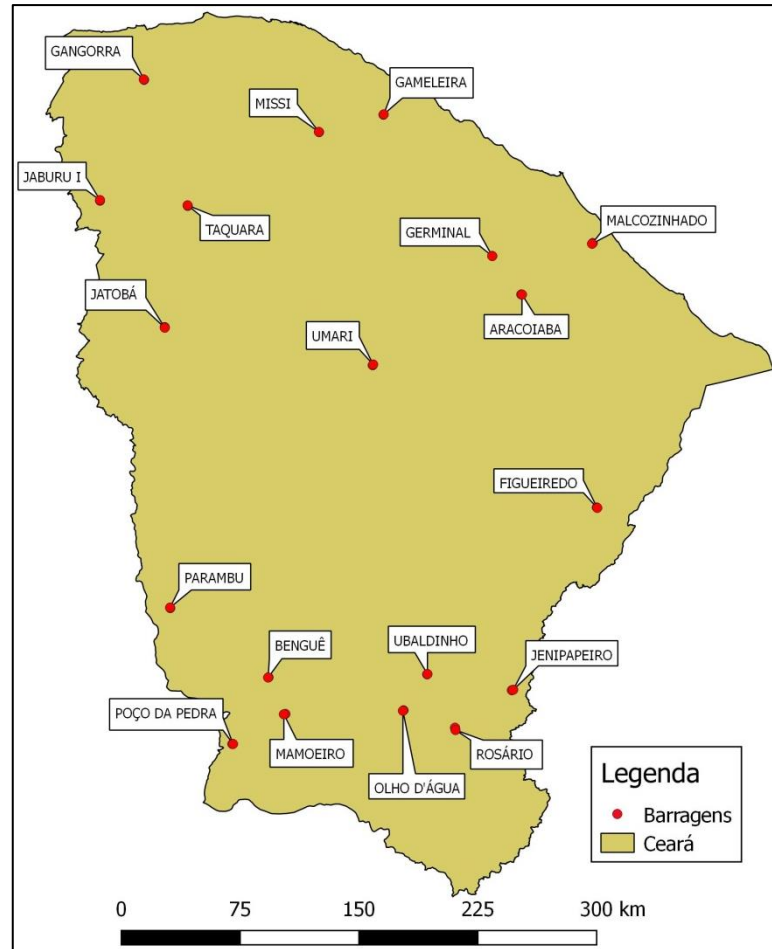 GANGORRA
GAMELEIRA
MISSI
JABURU I
TAQUARA
MALCOZINHADO
GERMINAL
JATOBÁ
ARACOIABA
UMARI
FIGUEIREDO
PARAMBU
UBALDINHO
BENGUÊ
JENIPAPEIRO
POÇO DA PEDRA
MAMOEIRO
ROSÁRIO
OLHO D'ÁGUA
Legenda
Barragens
Ceará
0 75 150 225 300 km